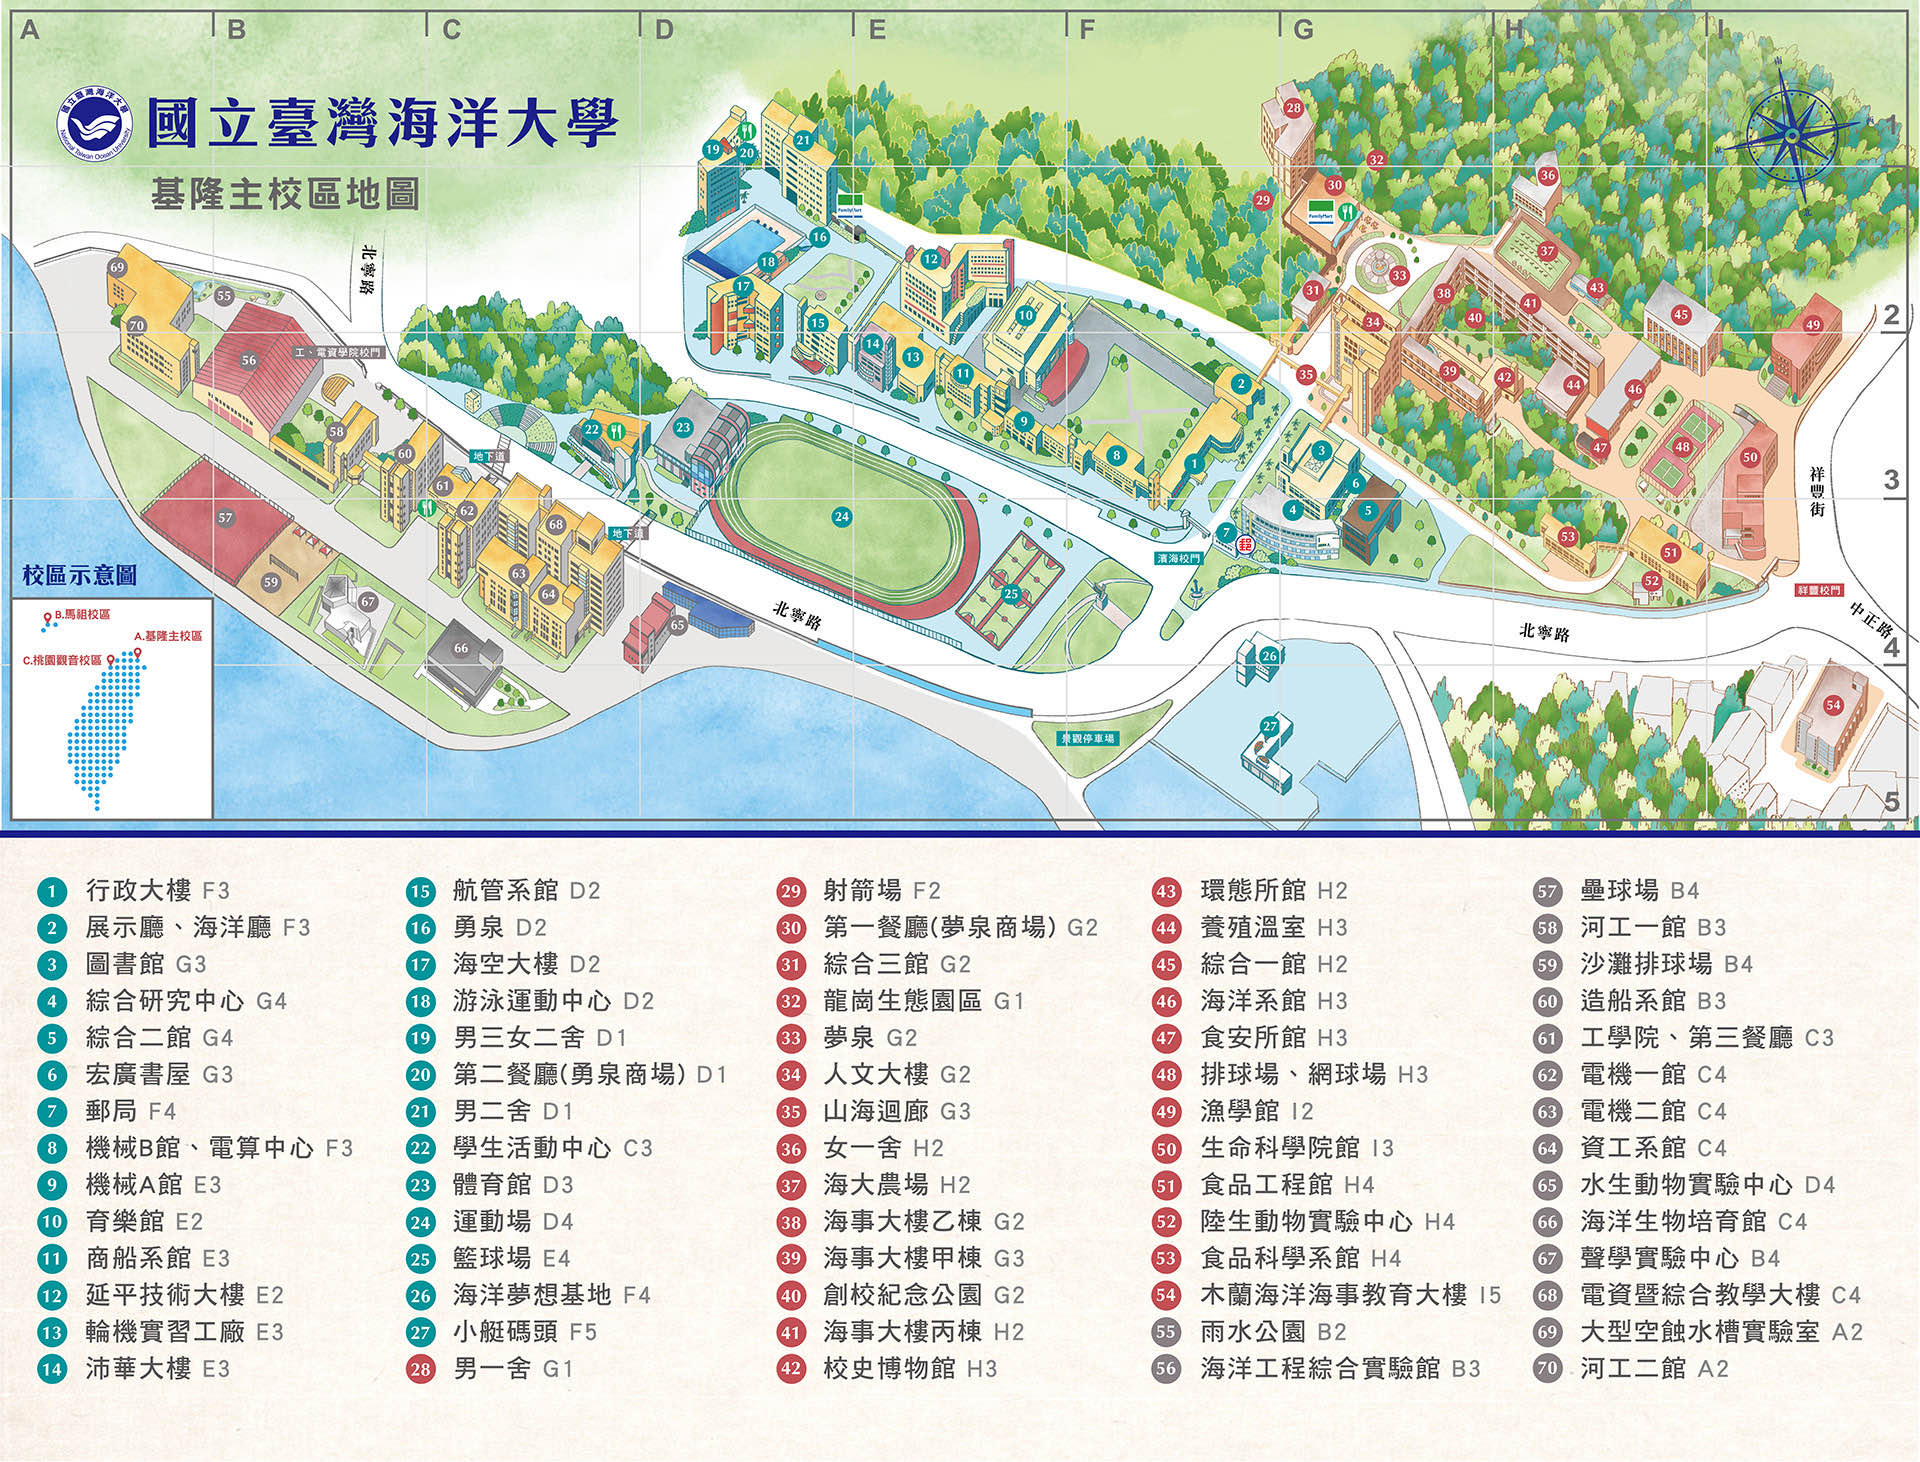 A B C D E F G H I
國立臺灣海洋大學
National Taiwan Ocean University
國立臺灣海洋大學
基隆主校區地圖
南
西
東
北
1
2
3
4
5
北寧路
工、電資學院校門
地下道
地下道
北寧路
濱海校門
郵
FamilyMart
FamilyMart
北寧路
祥豐街
祥豐校門
中正路
景觀停車場
校區示意圖
B.馬祖校區
A.基隆主校區
C.桃園觀音校區
1 行政大樓 F3
2 展示廳、海洋廳 F3
3 圖書館 G3
4 綜合研究中心 G4
5 綜合二館 G4
6 宏廣書屋 G3
7 郵局 F4
8 機械B館、電算中心 F3
9 機械A館 E3
10 育樂館 E2
11 商船系館 E3
12 延平技術大樓 E2
13 輪機實習工廠 E3
14 沛華大樓 E3
15 航管系館 D2
16 勇泉 D2
17 海空大樓 D2
18 游泳運動中心 D2
19 男三女二舍 D1
20 第二餐廳(勇泉商場) D1
21 男二舍 D1
22 學生活動中心 C3
23 體育館 D3
24 運動場 D4
25 籃球場 E4
26 海洋夢想基地 F4
27 小艇碼頭 F5
28 男一舍 G1
29 射箭場 F2
30 第一餐廳(夢泉商場) G2
31 綜合三館 G2
32 龍崗生態園區 G1
33 夢泉 G2
34 人文大樓 G2
35 山海迴廊 G3
36 女一舍 H2
37 海大農場 H2
38 海事大樓乙棟 G2
39 海事大樓甲棟 G3
40 創校紀念公園 G2
41 海事大樓丙棟 H2
42 校史博物館 H3
43 環態所館 H2
44 養殖溫室 H3
45 綜合一館 H2
46 海洋系館 H3
47 食安所館 H3
48 排球場、網球場 H3
49 漁學館 I2
50 生命科學院館 I3
51 食品工程館 H4
52 陸生動物實驗中心 H4
53 食品科學系館 H4
54 木蘭海洋海事教育大樓 I5
55 雨水公園 B2
56 海洋工程綜合實驗館 B3
57 壘球場 B4
58 河工一館 B3
59 沙灘排球場 B4
60 造船系館 B3
61 工學院、第三餐廳 C3
62 電機一館 C4
63 電機二館 C4
64 資工系館 C4
65 水生動物實驗中心 D4
66 海洋生物培育館 C4
67 聲學實驗中心 B4
68 電資暨綜合教學大樓 C4
69 大型空蝕水槽實驗室 A2
70 河工二館 A2